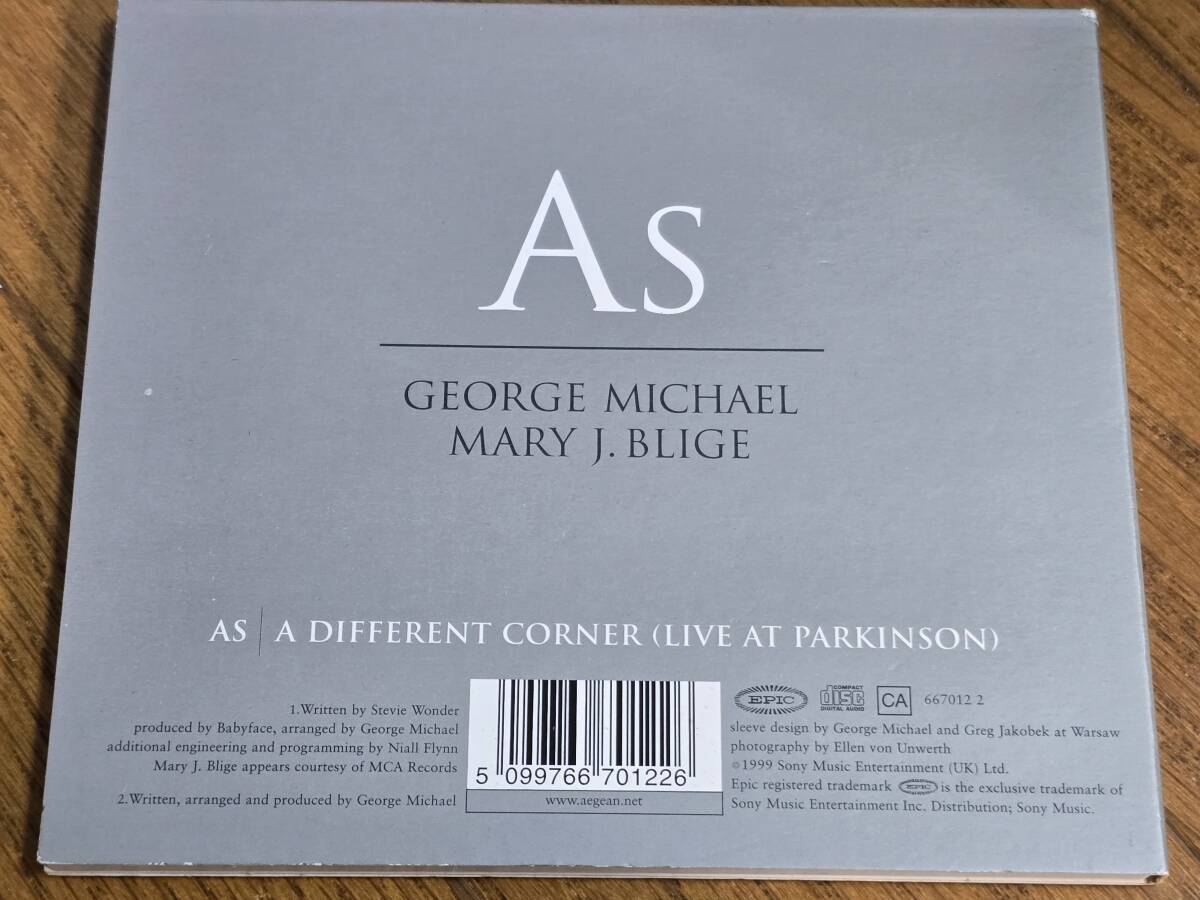 As
GEORGE MICHAEL
MARY J. BLIGE
AS | A DIFFERENT CORNER (LIVE AT PARKINSON)
1.Written by Stevie Wonder
produced by Babyface, arranged by George Michael
additional engineering and programming by Niall Flynn
Mary J. Blige appears courtesy of MCA Records
2.Written, arranged and produced by George Michael
5 099766 701226
www.aegean.net
EPIC COMPACT disc DIGITAL AUDIO CA 667012 2
sleeve design by George Michael and Greg Jakobek at Warsaw
photography by Ellen von Unwerth
©1999 Sony Music Entertainment (UK) Ltd.
Epic registered trademark EPIC is the exclusive trademark of
Sony Music Entertainment Inc. Distribution; Sony Music.